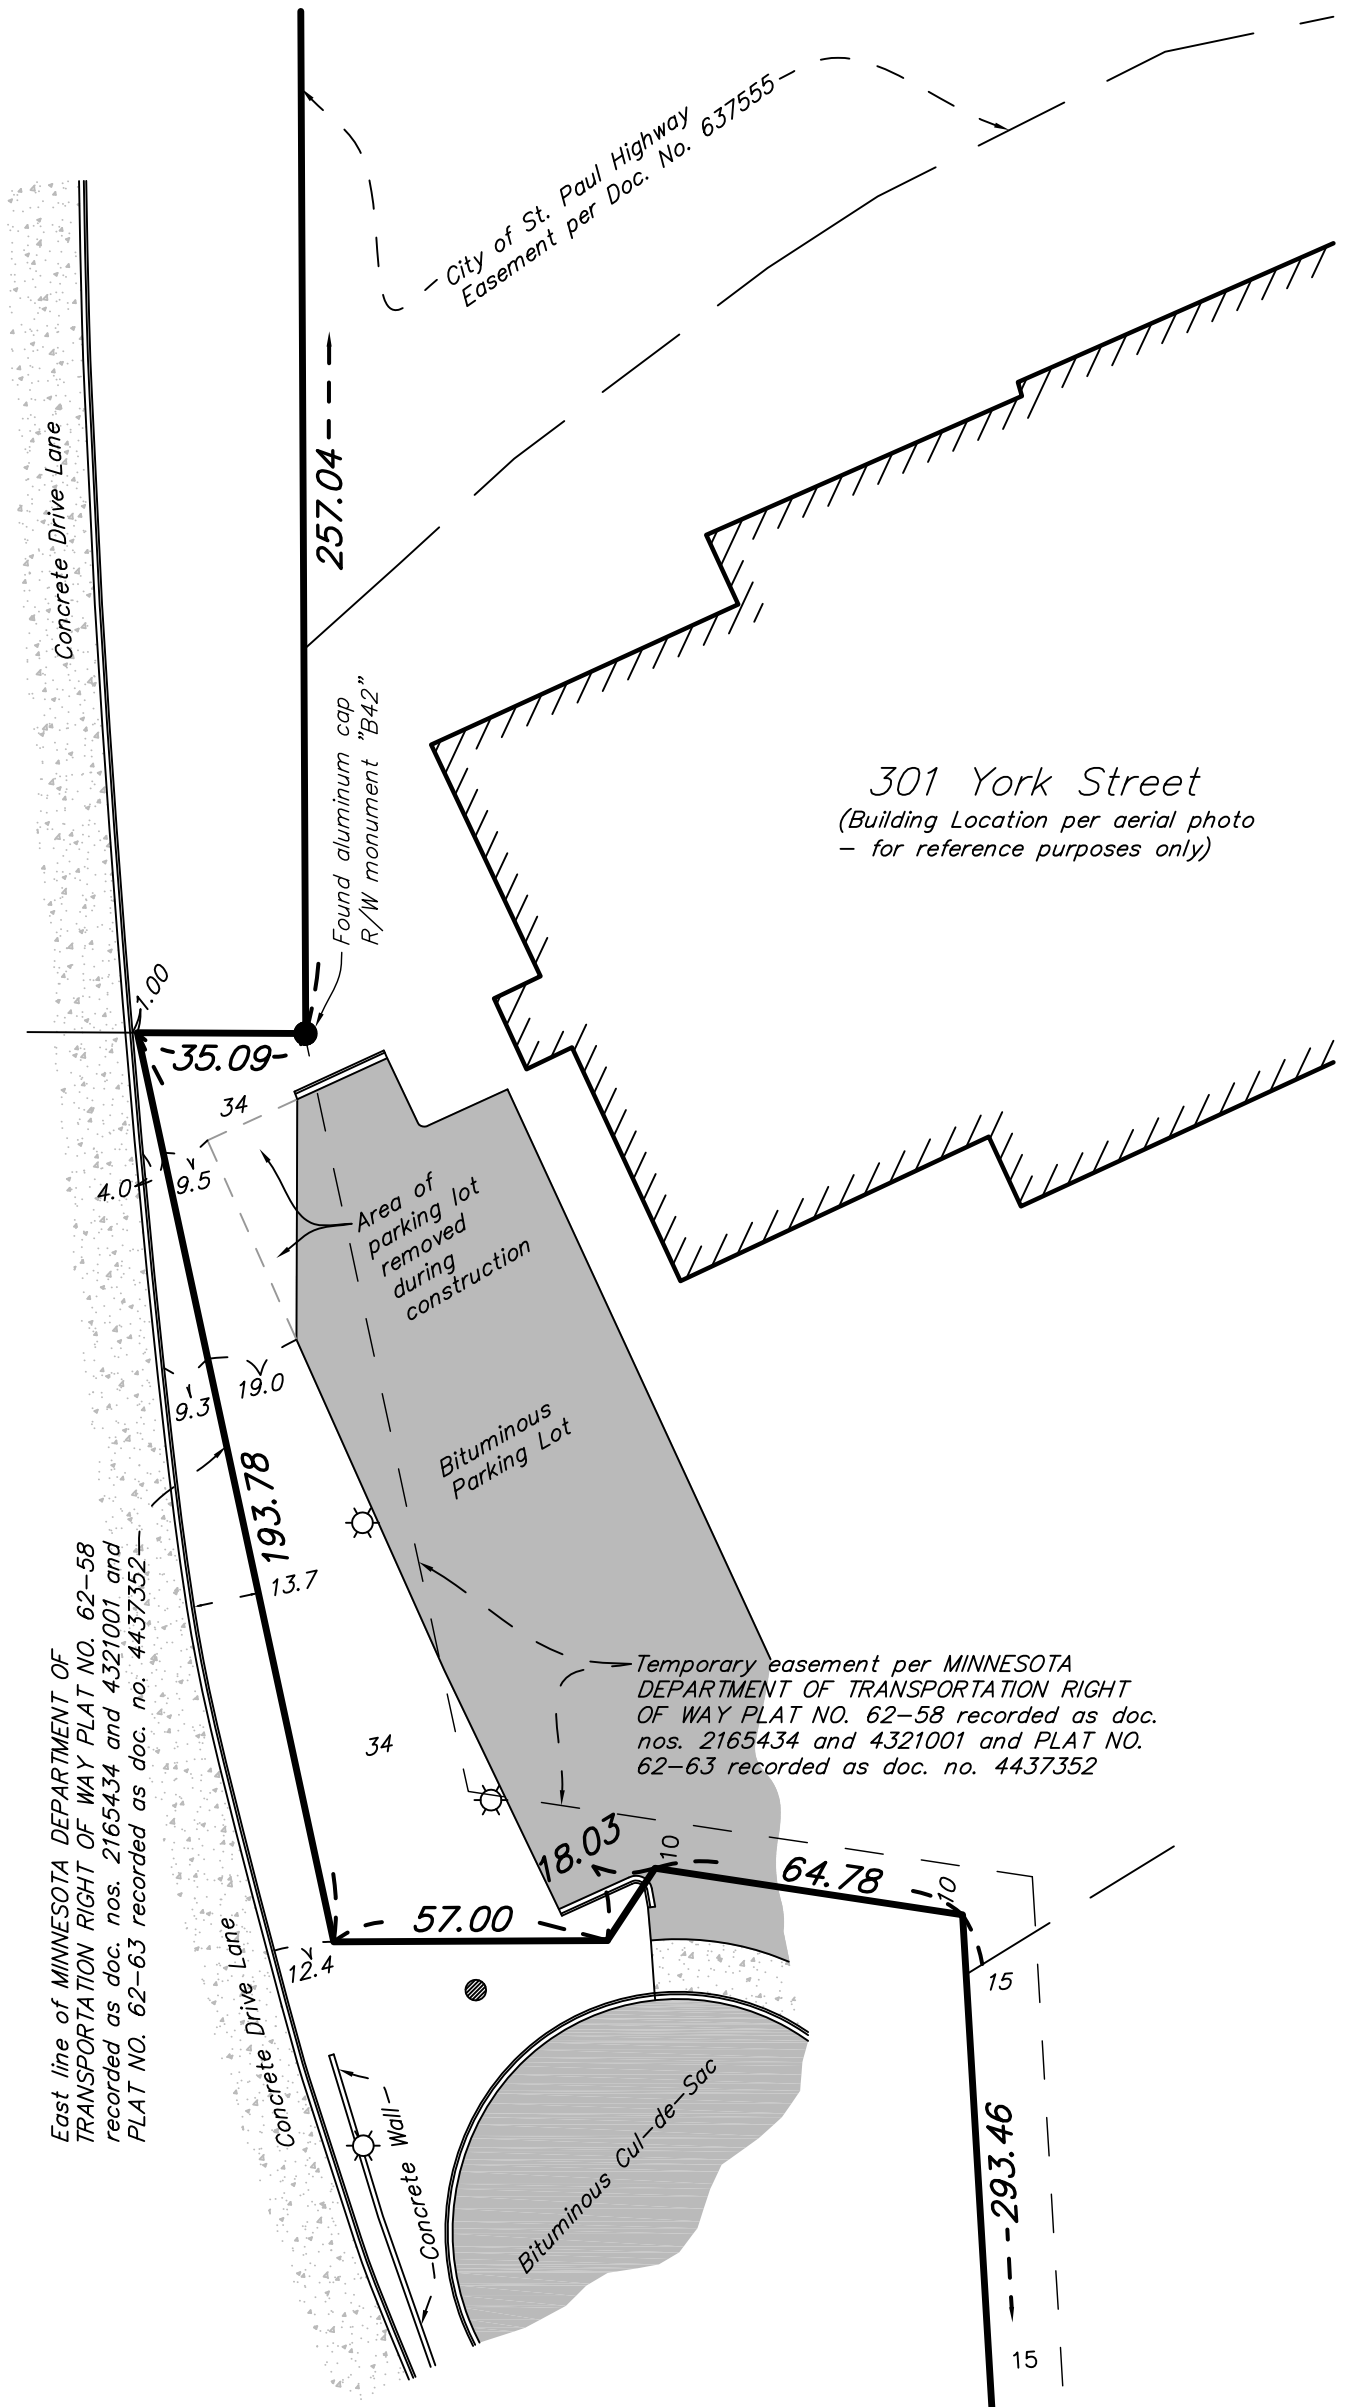 City of St. Paul Highway
Easement per Doc. No. 637555
257.04
Concrete Drive Lane
Found aluminum cap
R/W monument "B42"
301 York Street
(Building Location per aerial photo
– for reference purposes only)
1.00
35.09
34
4.0
9.5
Area of
parking lot
removed
during
construction
9.3
19.0
Bituminous
Parking Lot
193.78
13.7
East line of MINNESOTA DEPARTMENT OF
TRANSPORTATION RIGHT OF WAY PLAT NO. 62–58
recorded as doc. nos. 2165434 and 4321001 and
PLAT NO. 62–63 recorded as doc. no. 4437352
Temporary easement per MINNESOTA
DEPARTMENT OF TRANSPORTATION RIGHT
OF WAY PLAT NO. 62–58 recorded as doc.
nos. 2165434 and 4321001 and PLAT NO.
62–63 recorded as doc. no. 4437352
34
18.03
10
64.78
10
57.00
12.4
15
Concrete Drive Lane
Concrete Wall
Bituminous Cul–de–Sac
293.46
15